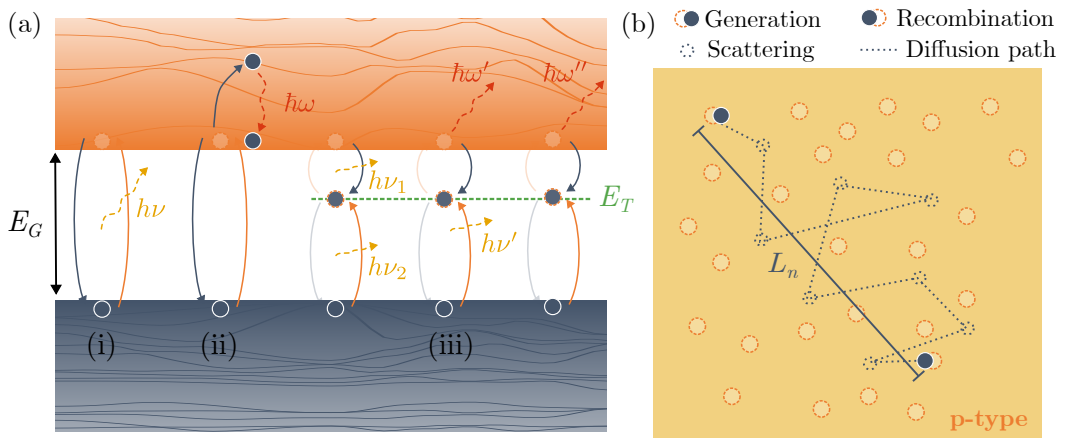 (a)
ħω
ħω′
ħω′′
hν
hν₁
E_T
E_G
hν′
hν₂
(i)
(ii)
(iii)
(b)
Generation
Recombination
Scattering
Diffusion path
L_n
p-type